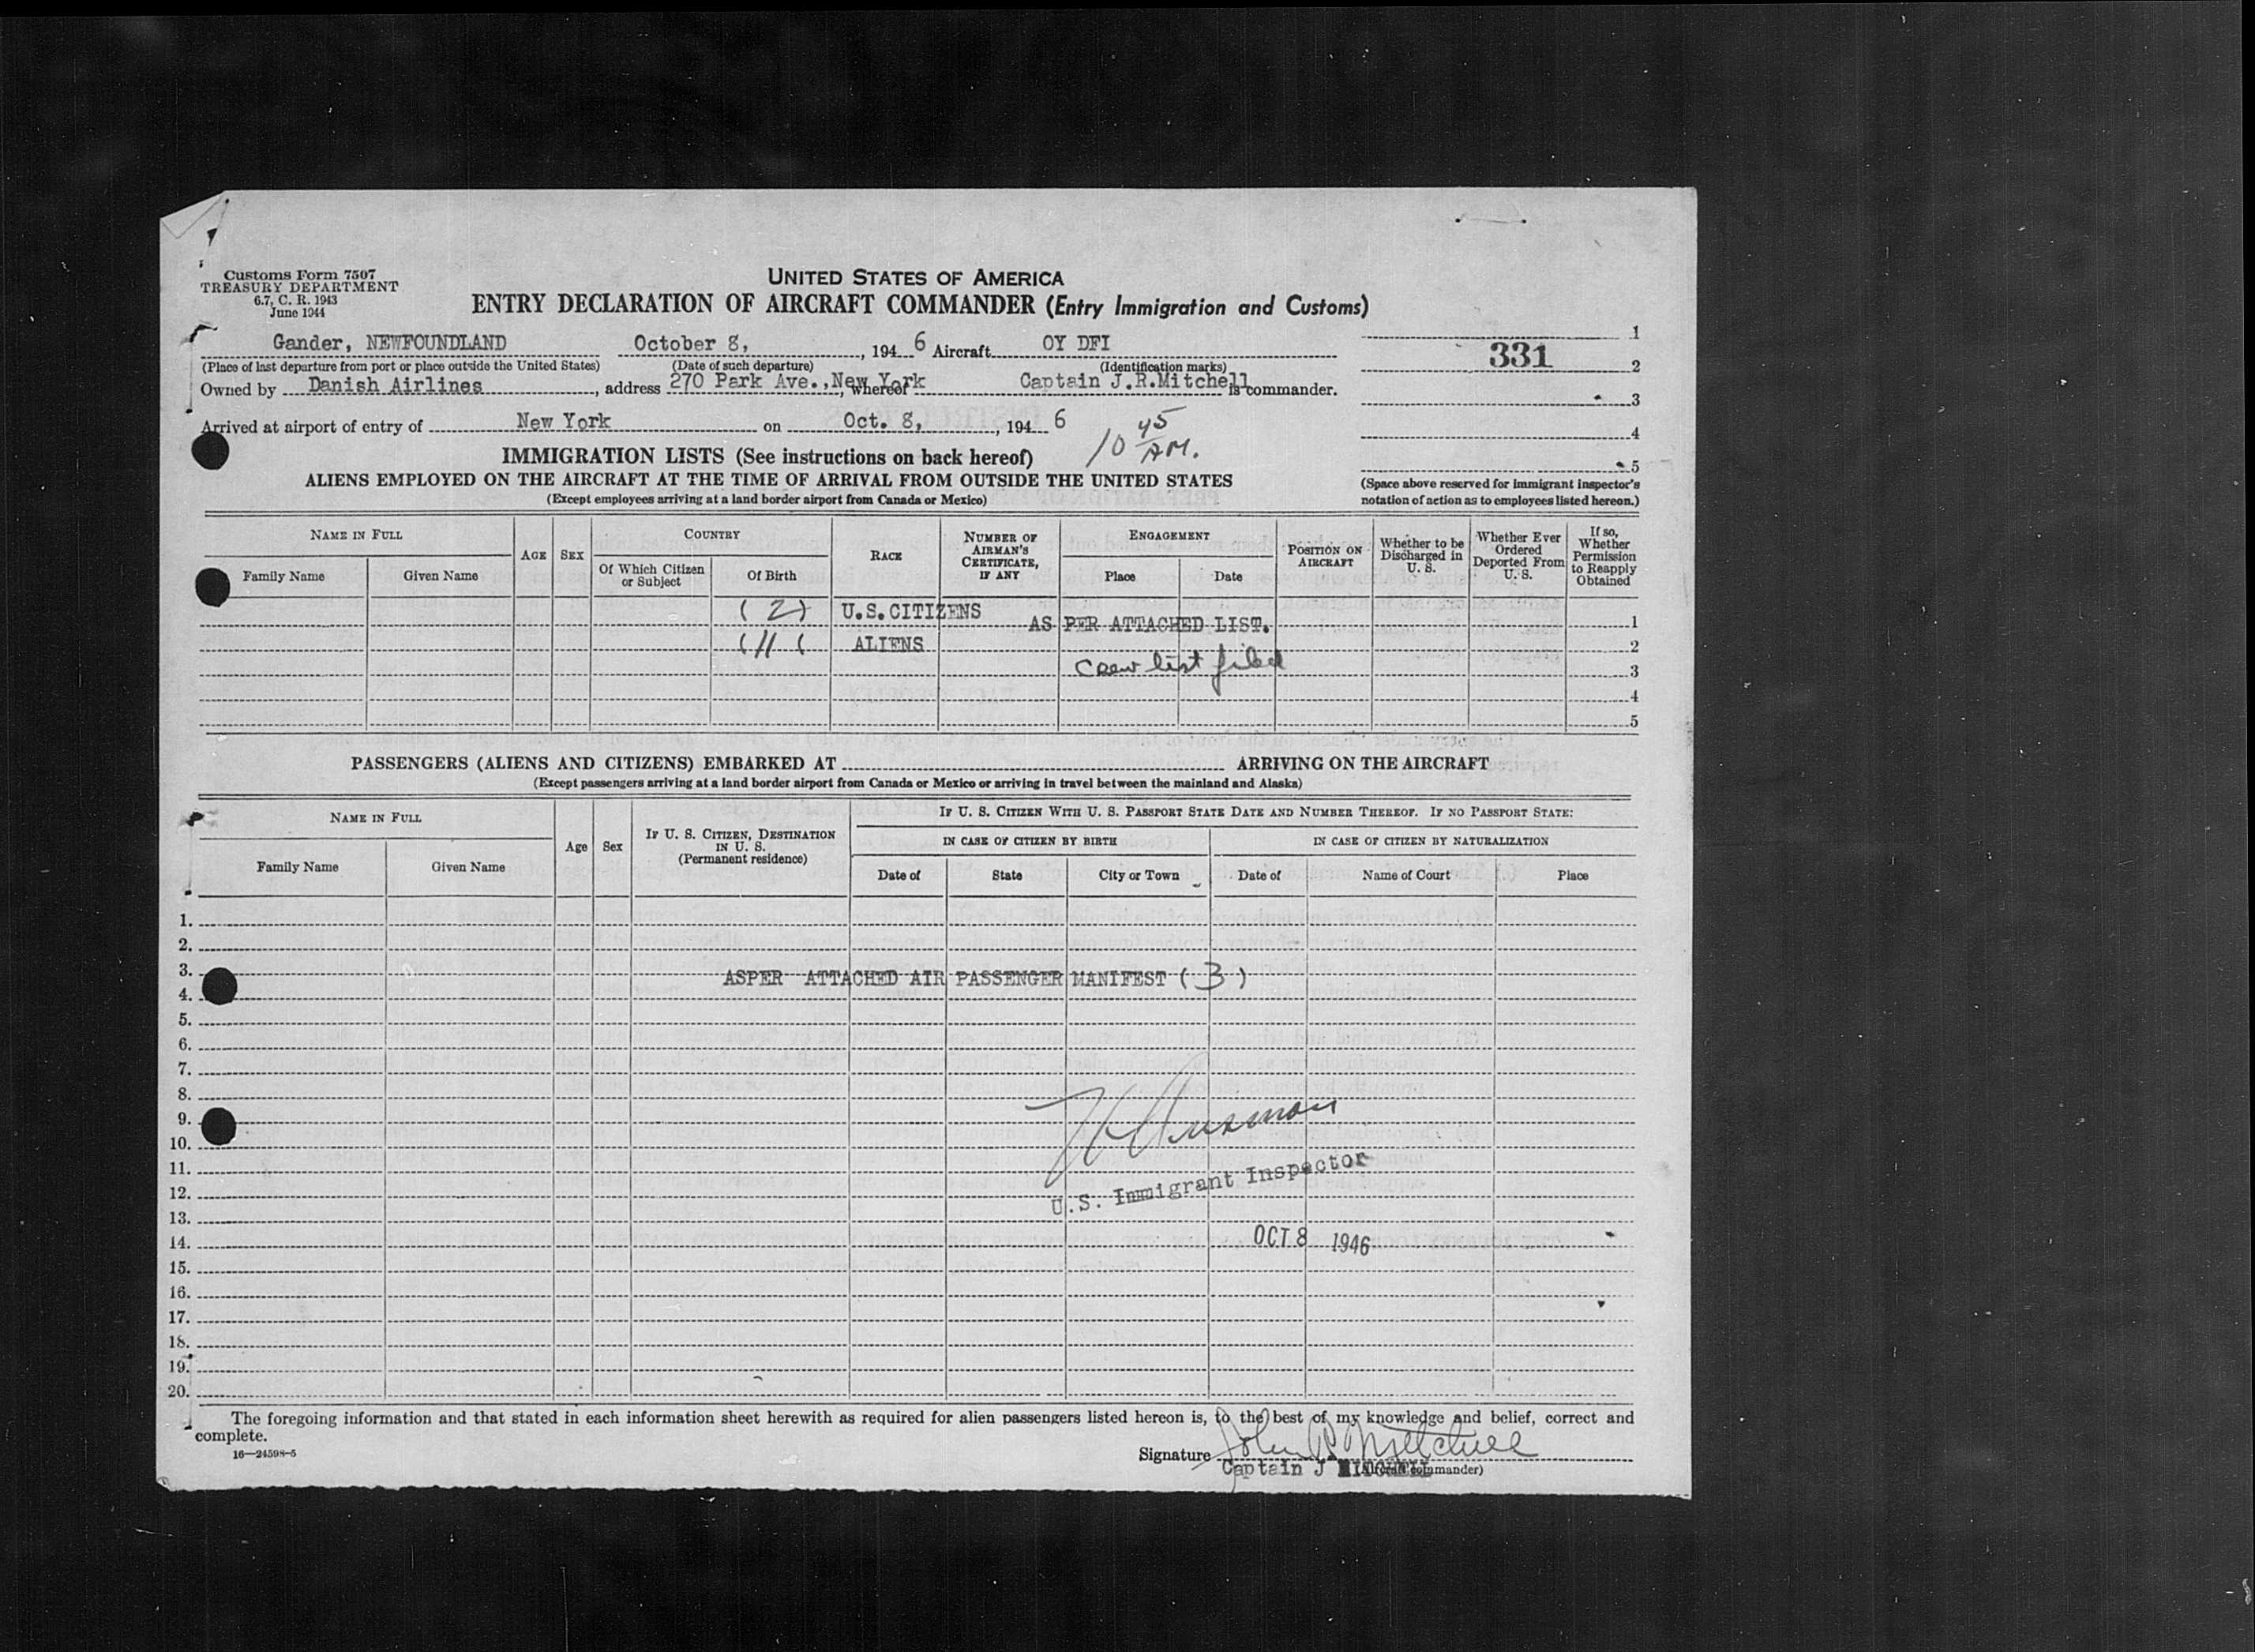 Customs Form 7507
TREASURY DEPARTMENT
6.7, C. R. 1943
June 1944
UNITED STATES OF AMERICA
ENTRY DECLARATION OF AIRCRAFT COMMANDER (Entry Immigration and Customs)
Gander, NEWFOUNDLAND October 8, , 194 6 Aircraft OY DFI
(Place of last departure from port or place outside the United States) (Date of such departure) (Identification marks)
Owned by Danish Airlines , address 270 Park Ave.,New York , whereof Captain J.R.Mitchell is commander.
Arrived at airport of entry of New York on Oct. 8, , 194 6
10 45 AM.
1
331
2
3
4
5
(Space above reserved for immigrant inspector's
notation of action as to employees listed hereon.)
IMMIGRATION LISTS (See instructions on back hereof)
ALIENS EMPLOYED ON THE AIRCRAFT AT THE TIME OF ARRIVAL FROM OUTSIDE THE UNITED STATES
(Except employees arriving at a land border airport from Canada or Mexico)
NAME IN FULL
Family Name Given Name
AGE SEX
COUNTRY
Of Which Citizen or Subject Of Birth
RACE
NUMBER OF AIRMAN'S CERTIFICATE, IF ANY
ENGAGEMENT
Place Date
POSITION ON AIRCRAFT
Whether to be Discharged in U. S.
Whether Ever Ordered Deported From U. S.
If so, Whether Permission to Reapply Obtained
( 2 ) U.S.CITIZENS
AS PER ATTACHED LIST. 1
( 11 ( ALIENS 2
Crew list filed 3
4
5
PASSENGERS (ALIENS AND CITIZENS) EMBARKED AT ARRIVING ON THE AIRCRAFT
(Except passengers arriving at a land border airport from Canada or Mexico or arriving in travel between the mainland and Alaska)
NAME IN FULL
Family Name Given Name
Age Sex
IF U. S. CITIZEN, DESTINATION IN U. S. (Permanent residence)
IF U. S. CITIZEN WITH U. S. PASSPORT STATE DATE AND NUMBER THEREOF. IF NO PASSPORT STATE:
IN CASE OF CITIZEN BY BIRTH IN CASE OF CITIZEN BY NATURALIZATION
Date of State City or Town Date of Name of Court Place
1.
2.
3.
ASPER ATTACHED AIR PASSENGER MANIFEST ( 3 )
4.
5.
6.
7.
8.
9.
10.
11.
12.
U.S. Immigrant Inspector
13.
14.
OCT 8 1946
15.
16.
17.
18.
19.
20.
The foregoing information and that stated in each information sheet herewith as required for alien passengers listed hereon is, to the best of my knowledge and belief, correct and
complete.
16—24598-5
Signature John R Mitchell
Captain J MITCHELL (Aircraft commander)